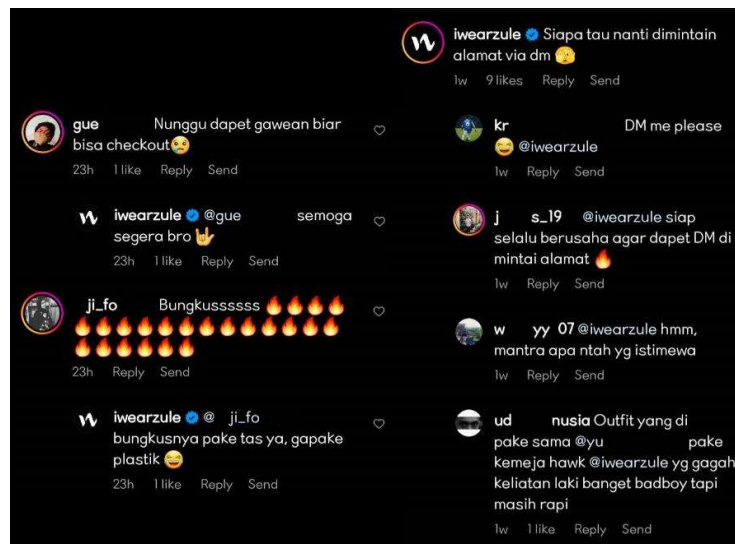 gue Nunggu dapet gawean biar
bisa checkout😢
23h 1 like Reply Send
iwearzule @gue semoga
segera bro 🤟
23h 1 like Reply Send
ji_fo Bungkussssss 🔥🔥🔥🔥
🔥🔥🔥🔥🔥🔥🔥🔥🔥🔥🔥🔥🔥
🔥🔥🔥🔥🔥🔥
23h Reply Send
iwearzule @ ji_fo
bungkusnya pake tas ya, gapake
plastik 😂
23h 1 like Reply Send
iwearzule Siapa tau nanti dimintain
alamat via dm 🫣
1w 9 likes Reply Send
kr DM me please
😂 @iwearzule
1w Reply Send
j s_19 @iwearzule siap
selalu berusaha agar dapet DM di
mintai alamat 🔥
1w Reply Send
w yy 07 @iwearzule hmm,
mantra apa ntah yg istimewa
1w Reply Send
ud nusia Outfit yang di
pake sama @yu pake
kemeja hawk @iwearzule yg gagah
keliatan laki banget badboy tapi
masih rapi
1w 1 like Reply Send